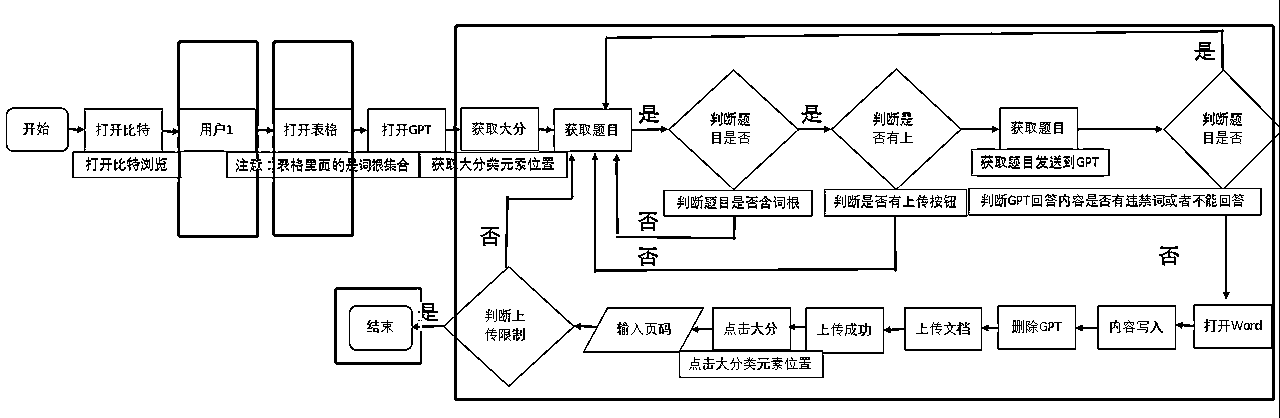 是
开始
打开比特
用户1
打开表格
打开GPT
获取大分
获取题目
是
判断题
目是否
是
判断是
否有上
获取题目
判断题
目是否
打开比特浏览
表格里面的是词根集合
获取大分类元素位置
获取题目发送到GPT
判断题目是否含词根
判断是否有上传按钮
判断GPT回答内容是否有违禁词或者不能回答
否
否
否
否
结束
是
判断上
传限制
输入页码
点击大分
上传成功
上传文档
删除GPT
内容写入
打开Word
点击大分类元素位置